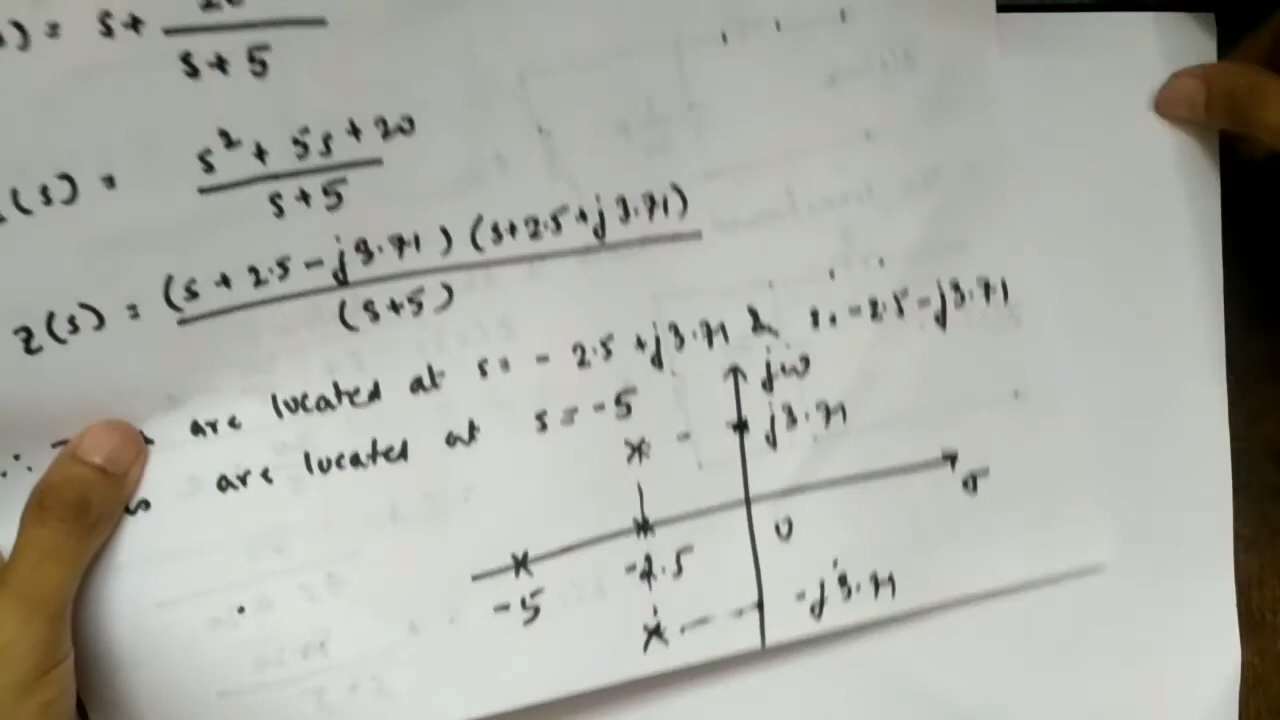 ) = s + 20 / s + 5
(s) = s² + 5s + 20 / s + 5
Z(s) = (s + 2.5 - j3.71) (s + 2.5 + j3.71) / (s+5)
∴ are located at s = - 2.5 + j3.71 & s = -2.5 - j3.71
are located at s = -5
jω
j3.71
σ
0
-2.5
-5
-j3.71